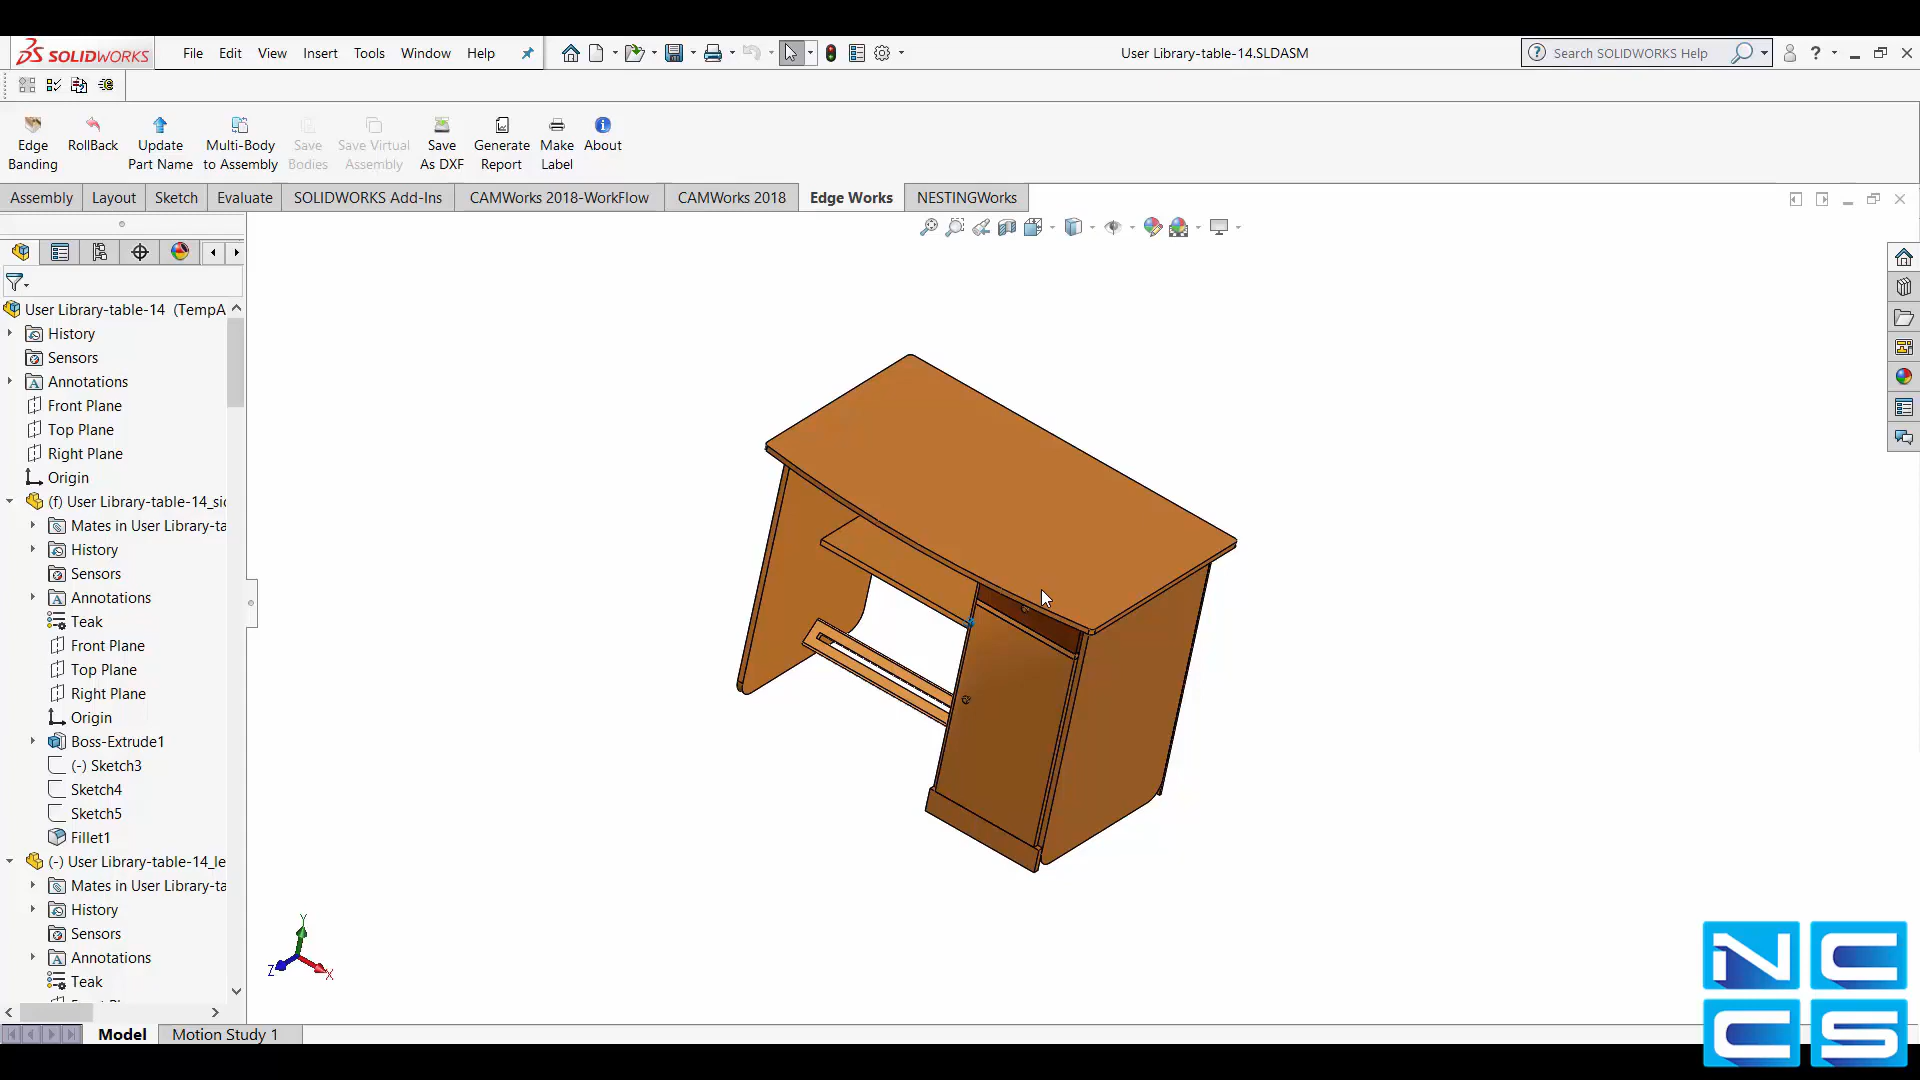 SOLIDWORKS File Edit View Insert Tools Window Help User Library-table-14.SLDASM Search SOLIDWORKS Help
Edge Banding
RollBack
Update Part Name
Multi-Body to Assembly
Save Bodies
Save Virtual Assembly
Save As DXF
Generate Report
Make Label
About
Assembly Layout Sketch Evaluate SOLIDWORKS Add-Ins CAMWorks 2018-WorkFlow CAMWorks 2018 Edge Works NESTINGWorks
User Library-table-14 (TempA
History
Sensors
Annotations
Front Plane
Top Plane
Right Plane
Origin
(f) User Library-table-14_sid
Mates in User Library-ta
History
Sensors
Annotations
Teak
Front Plane
Top Plane
Right Plane
Origin
Boss-Extrude1
(-) Sketch3
Sketch4
Sketch5
Fillet1
(-) User Library-table-14_le
Mates in User Library-ta
History
Sensors
Annotations
Teak
Y
Z X
Model Motion Study 1
NC
CS